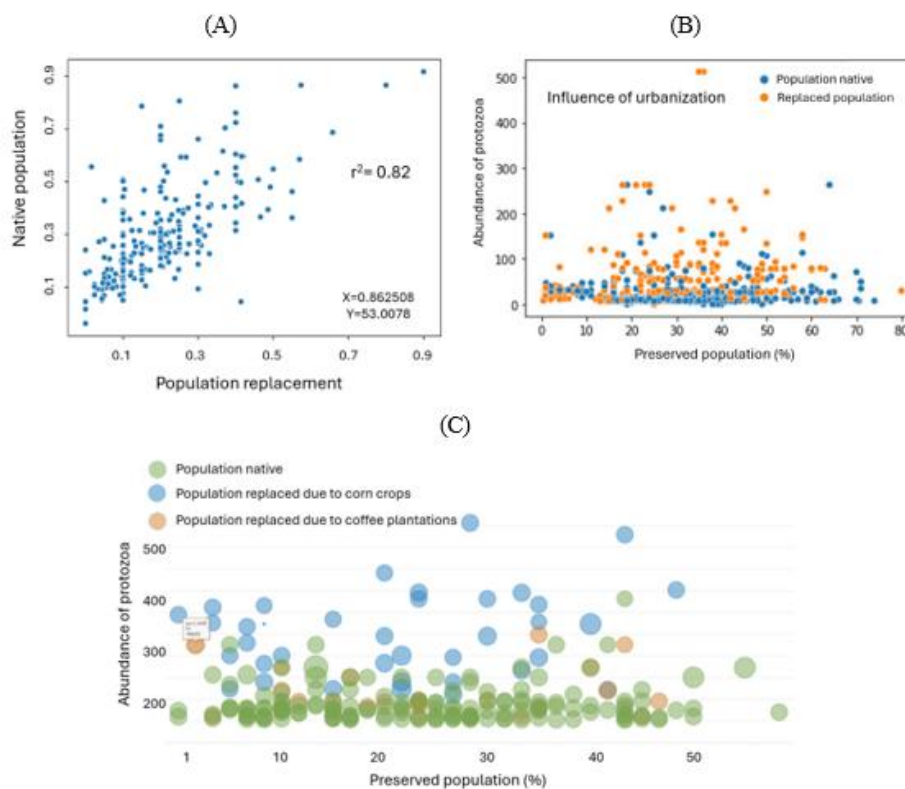 (A)
(B)
Native population
0.9
0.7
0.5
0.3
0.1
r²= 0.82
X=0.862508
Y=53.0078
0.1
0.3
0.5
0.7
0.9
Population replacement
Abundance of protozoa
500
400
300
200
100
0
Influence of urbanization
Population native
Replaced population
0
10
20
30
40
50
60
70
80
Preserved population (%)
(C)
Population native
Population replaced due to corn crops
Population replaced due to coffee plantations
Abundance of protozoa
500
400
300
200
1
10
20
30
40
50
Preserved population (%)